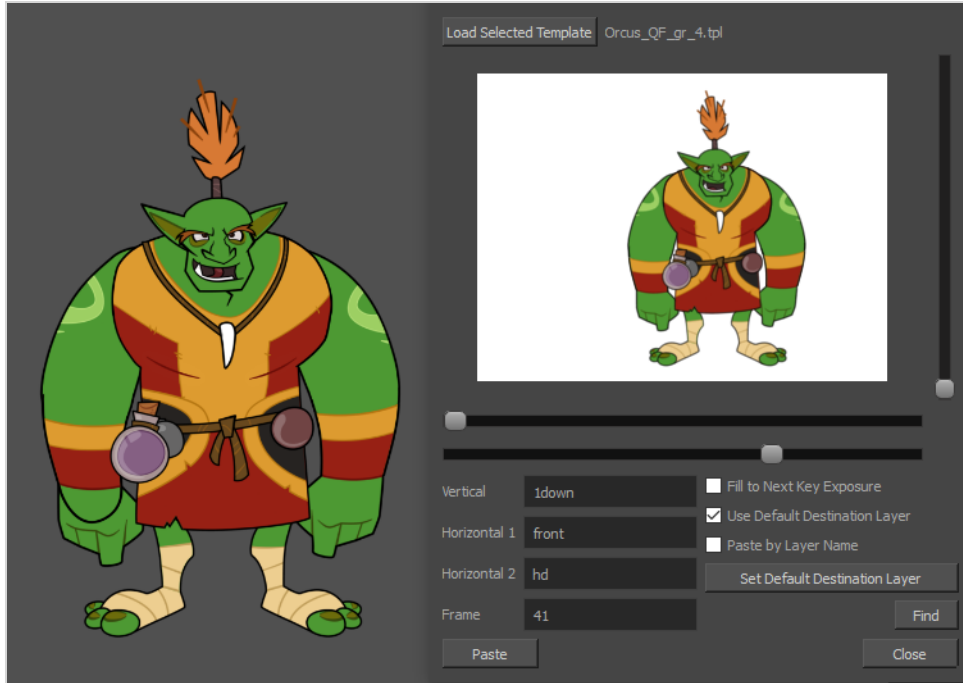 Load Selected Template Orcus_QF_gr_4.tpl
Vertical 1down
Fill to Next Key Exposure
Use Default Destination Layer
Horizontal 1 front
Paste by Layer Name
Horizontal 2 hd
Set Default Destination Layer
Frame 41
Find
Paste
Close